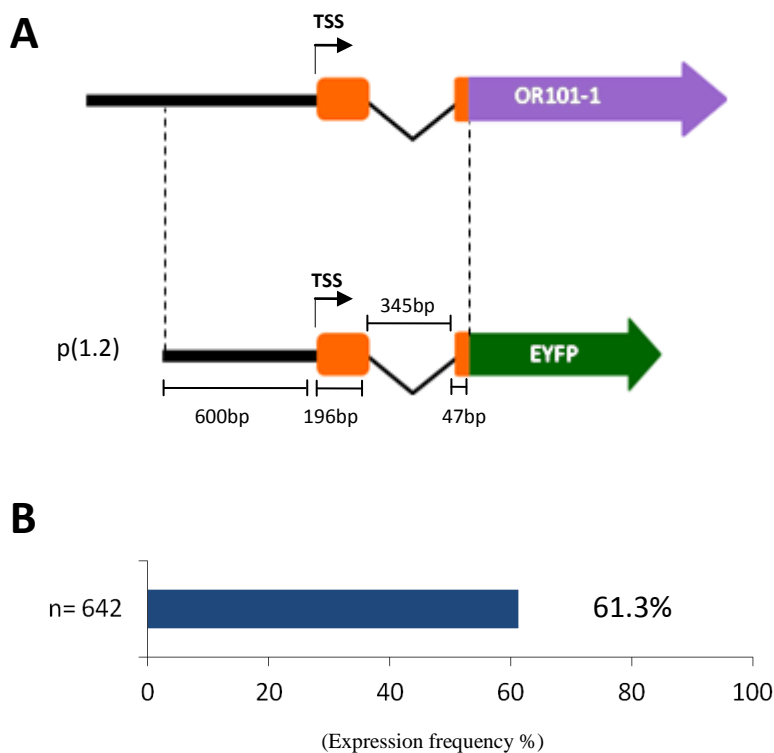 A
TSS
OR101-1
TSS
345bp
p(1.2)
EYFP
600bp
196bp
47bp
B
n= 642
61.3%
0 20 40 60 80 100
(Expression frequency %)